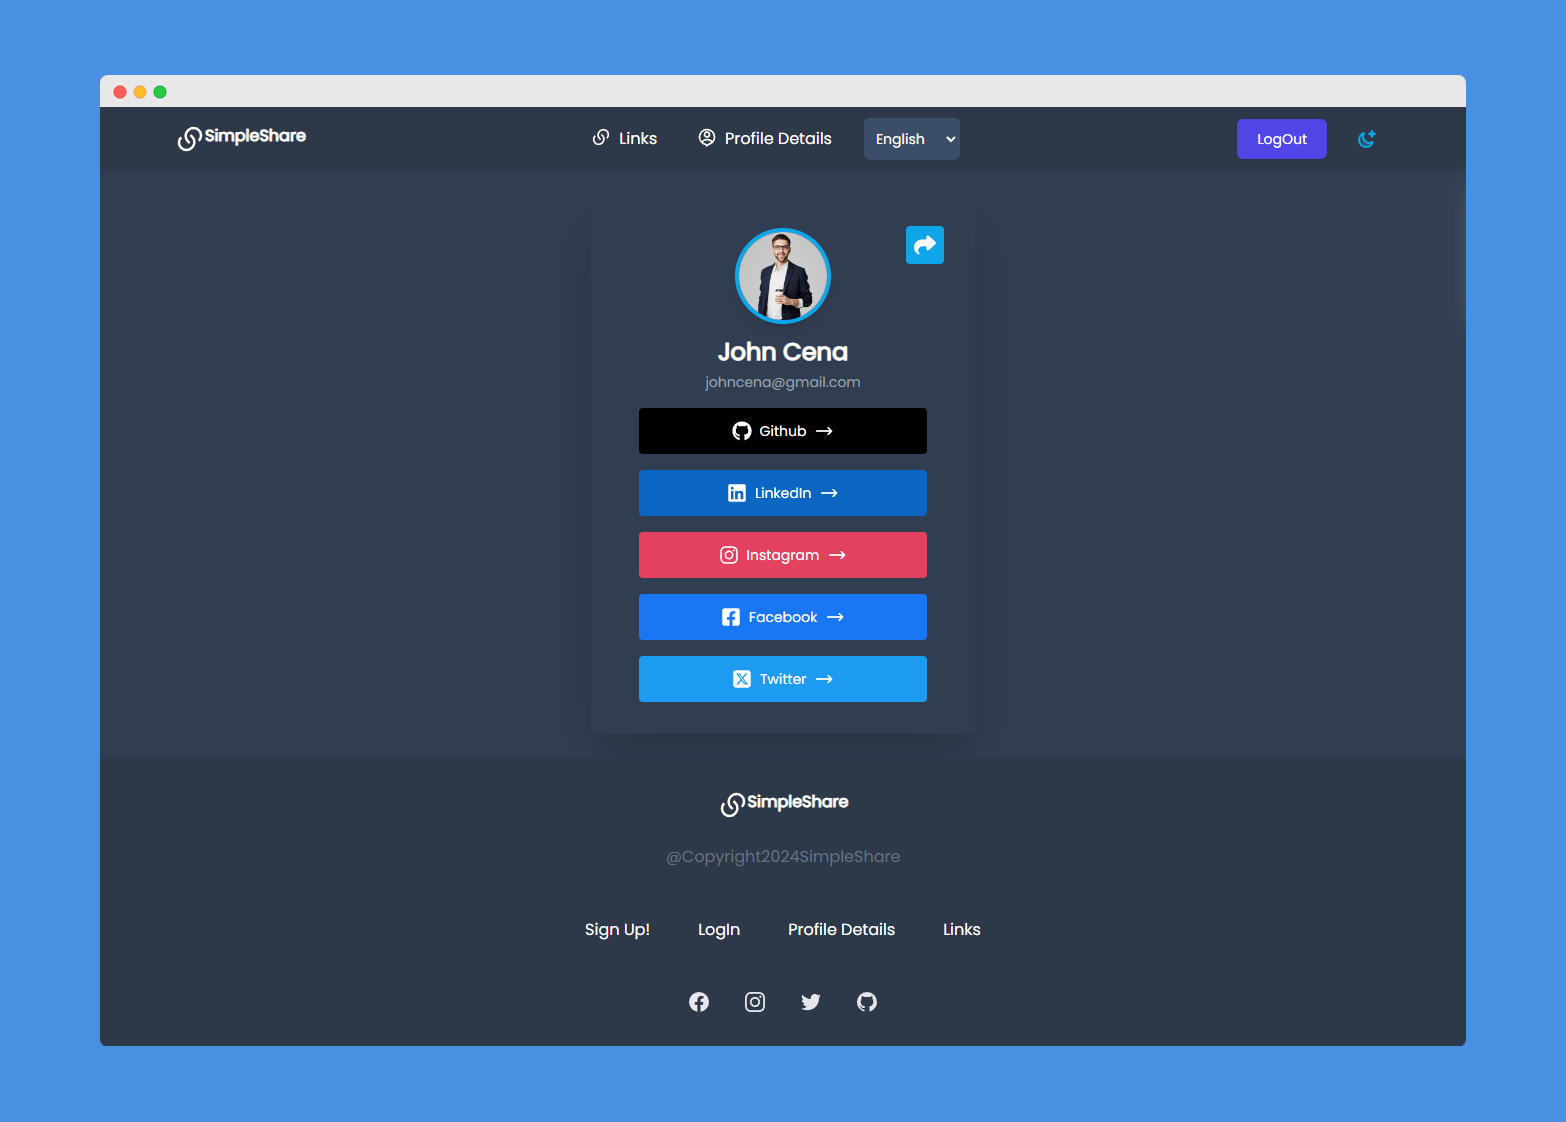 SimpleShare
Links
Profile Details
English
LogOut
John Cena
johncena@gmail.com
Github
LinkedIn
Instagram
Facebook
Twitter
SimpleShare
@Copyright2024SimpleShare
Sign Up!
LogIn
Profile Details
Links